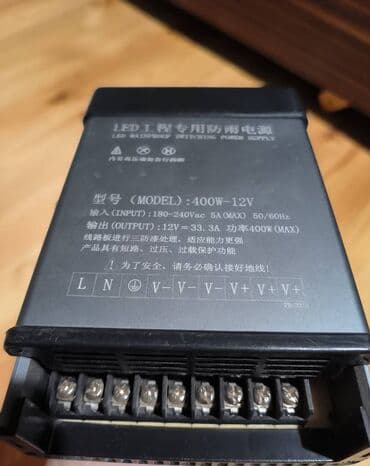 LED工程专用防雨电源
LED RAINPROOF SWITCHING POWER SUPPLY
内有高压请勿自行拆卸
型号 (MODEL):400W-12V
输入(INPUT):180-240Vac 5A(MAX) 50/60Hz
输出(OUTPUT):12V=33.3A 功率400W(MAX)
线路板进行三防漆处理，适应能力更强
产品具有短路、过压、过载保护功能
! 为了安全，请务必确认接好地线!
L N V- V- V- V+ V+ V+